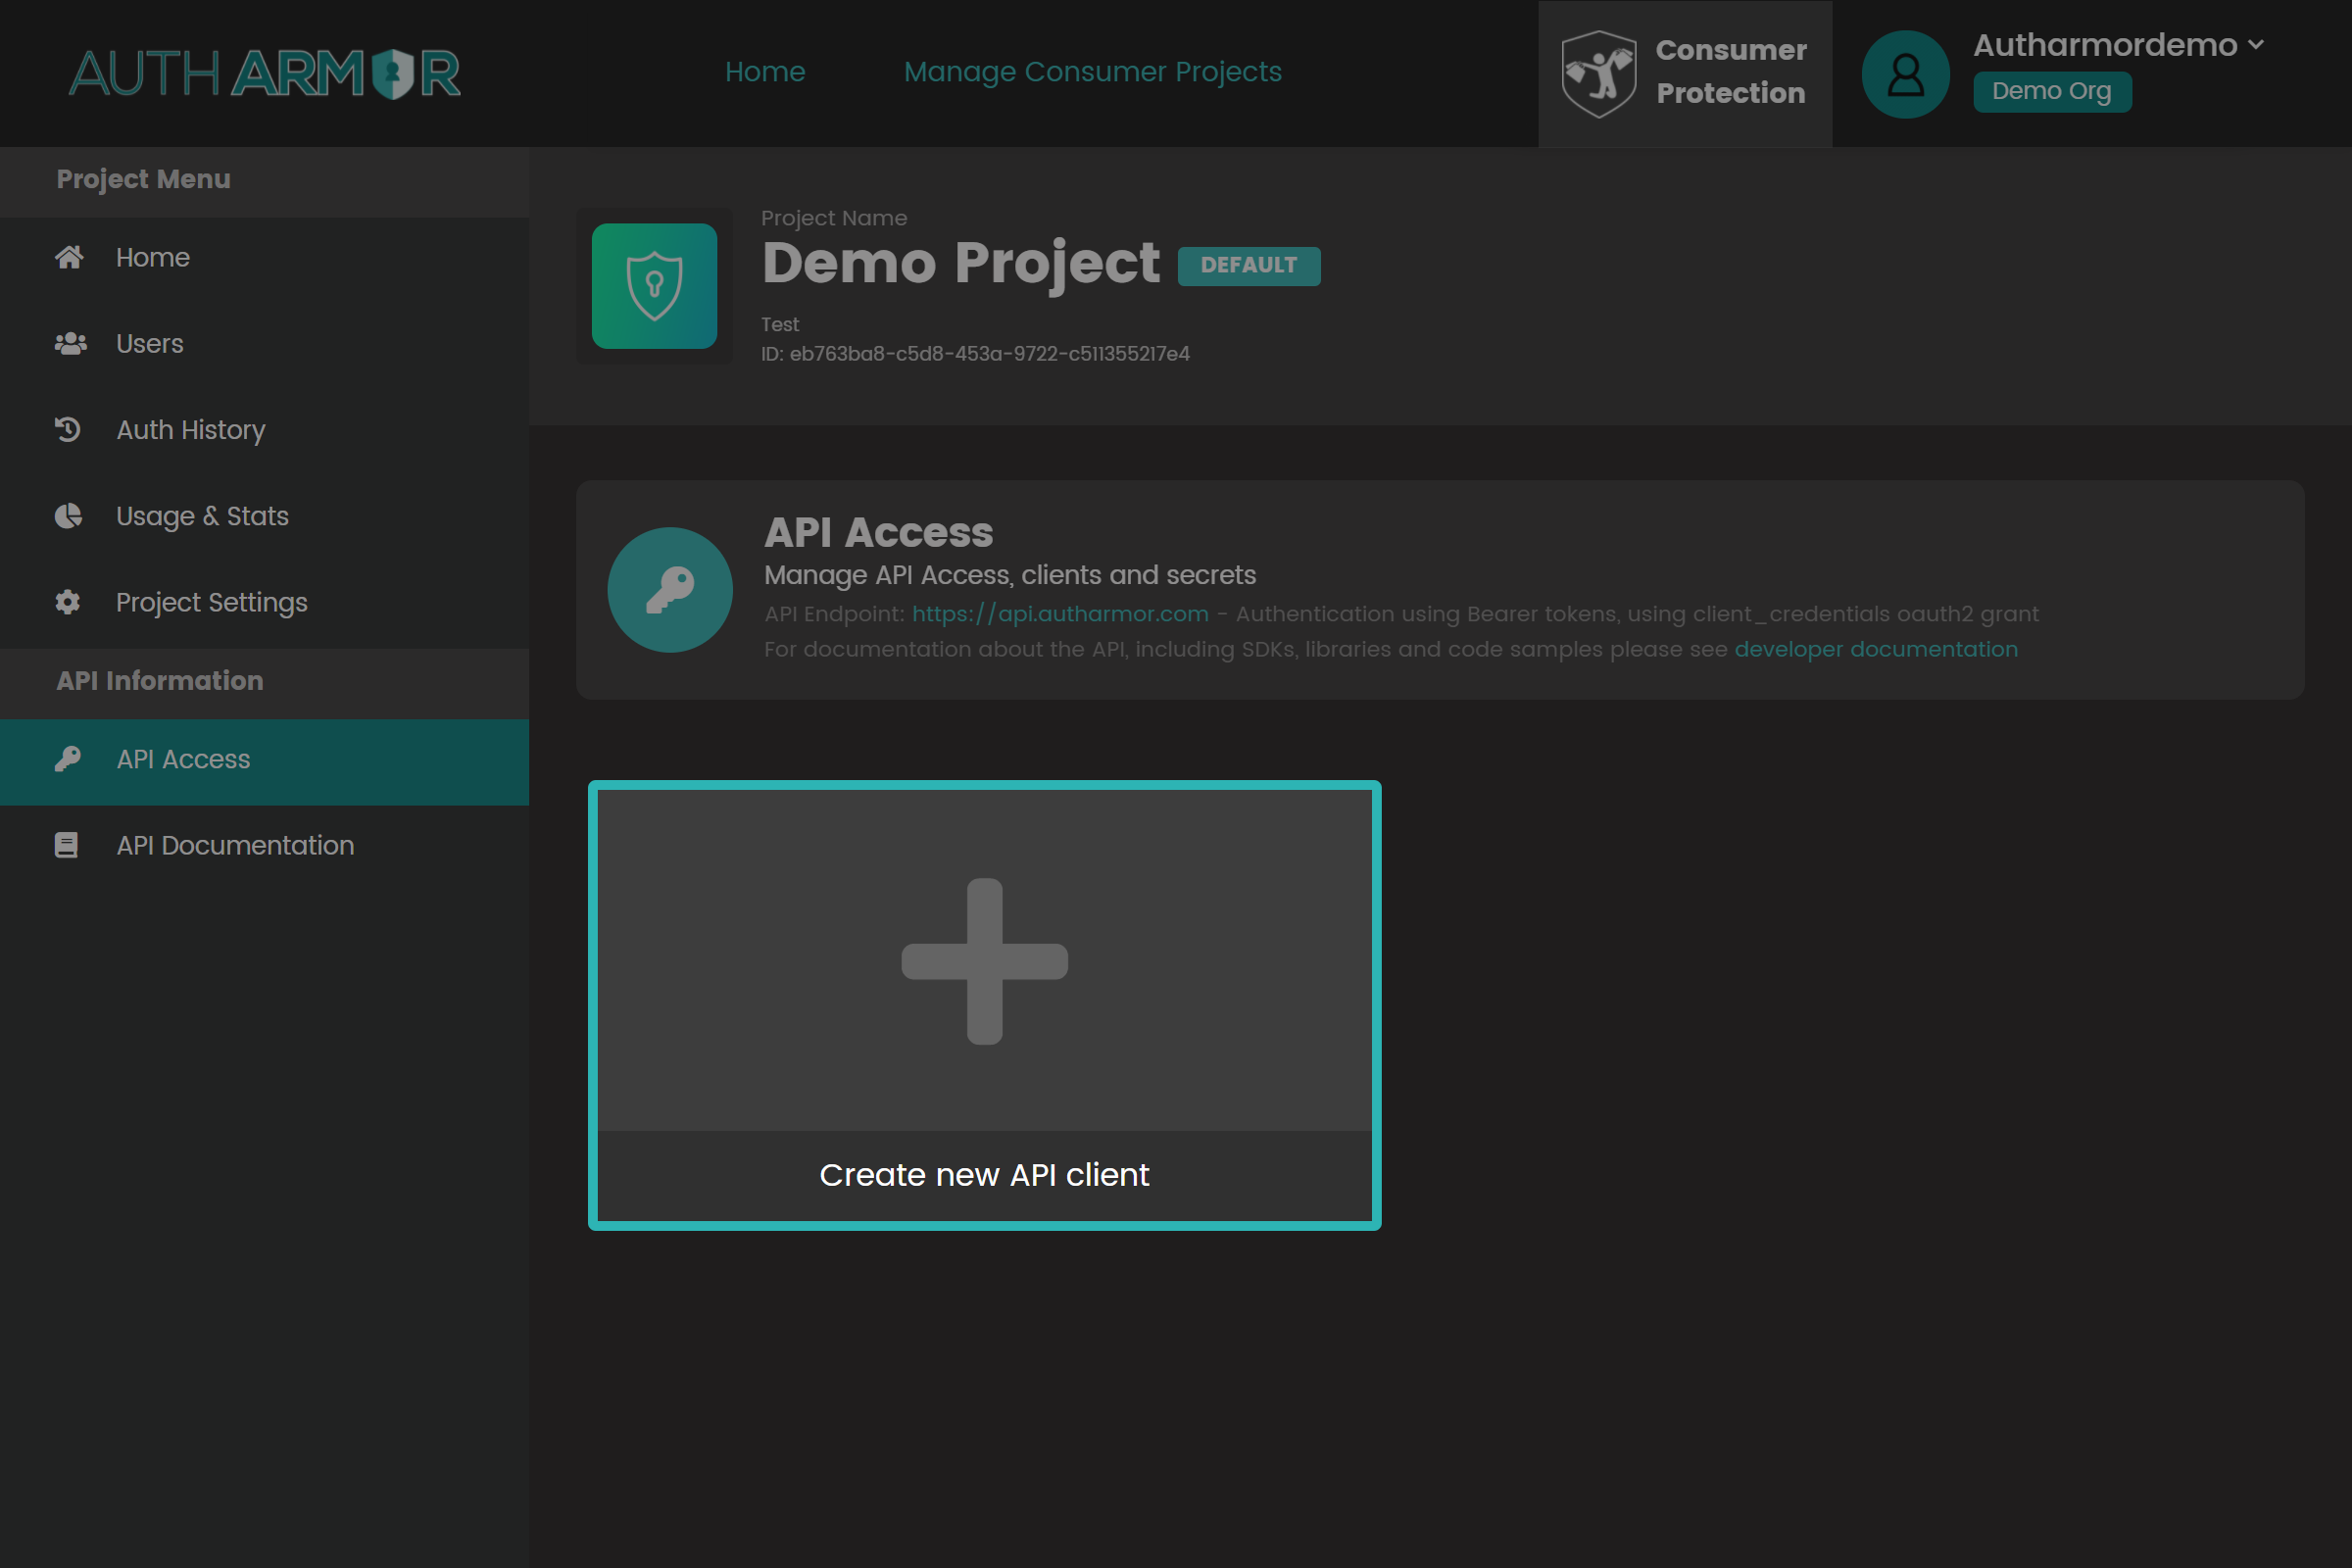 AUTH ARMOR
Home
Manage Consumer Projects
Consumer
Protection
Autharmordemo
Demo Org
Project Menu
Home
Users
Auth History
Usage & Stats
Project Settings
API Information
API Access
API Documentation
Project Name
Demo Project DEFAULT
Test
ID: eb763ba8-c5d8-453a-9722-c511355217e4
API Access
Manage API Access, clients and secrets
API Endpoint: https://api.autharmor.com - Authentication using Bearer tokens, using client_credentials oauth2 grant
For documentation about the API, including SDKs, libraries and code samples please see developer documentation
Create new API client